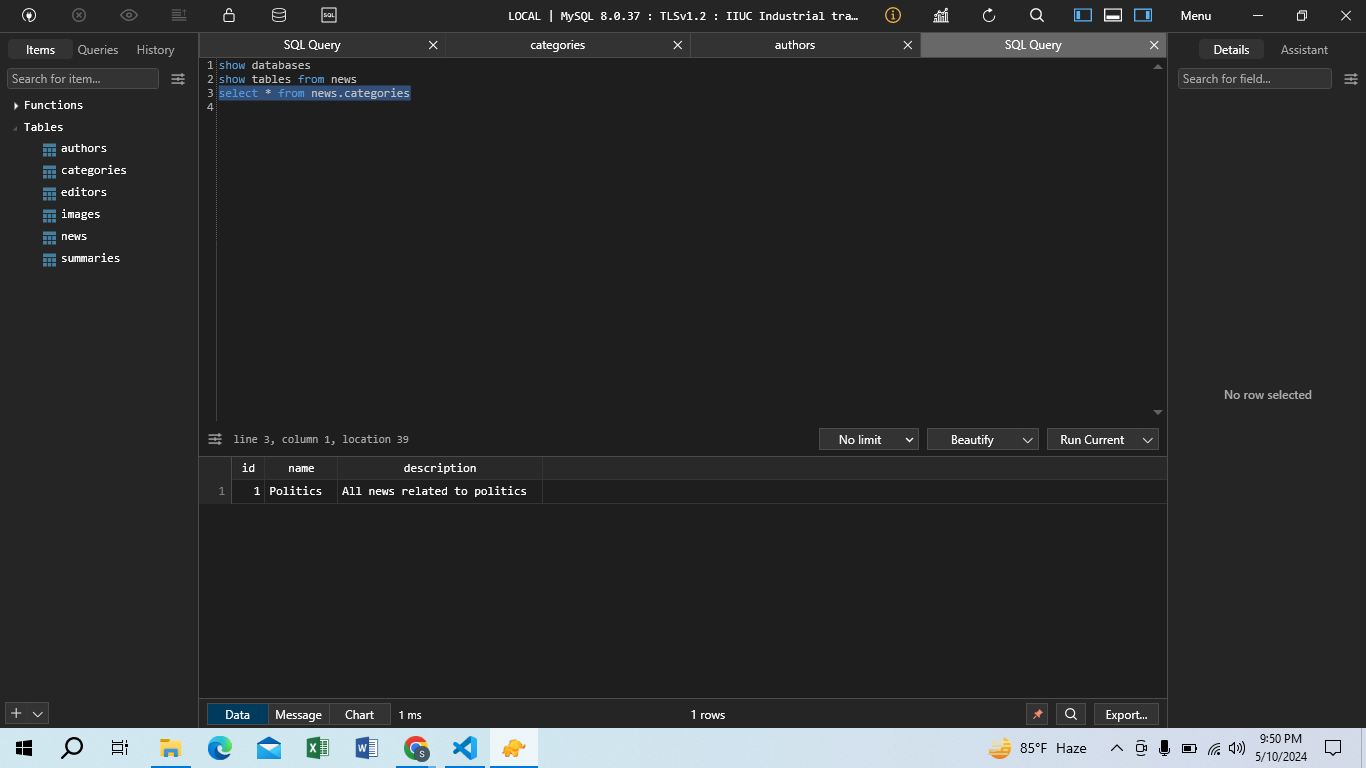 SQL
LOCAL | MySQL 8.0.37 : TLSv1.2 : IIUC Industrial tra...
Menu
Items Queries History
SQL Query
categories
authors
SQL Query
Details Assistant
Search for item...
Search for field...
Functions
Tables
authors
categories
editors
images
news
summaries
1 show databases
2 show tables from news
3 select * from news.categories
4
No row selected
line 3, column 1, location 39
No limit
Beautify
Run Current
id name description
1 1 Politics All news related to politics
Data Message Chart 1 ms
1 rows
Export...
85°F Haze
9:50 PM
5/10/2024